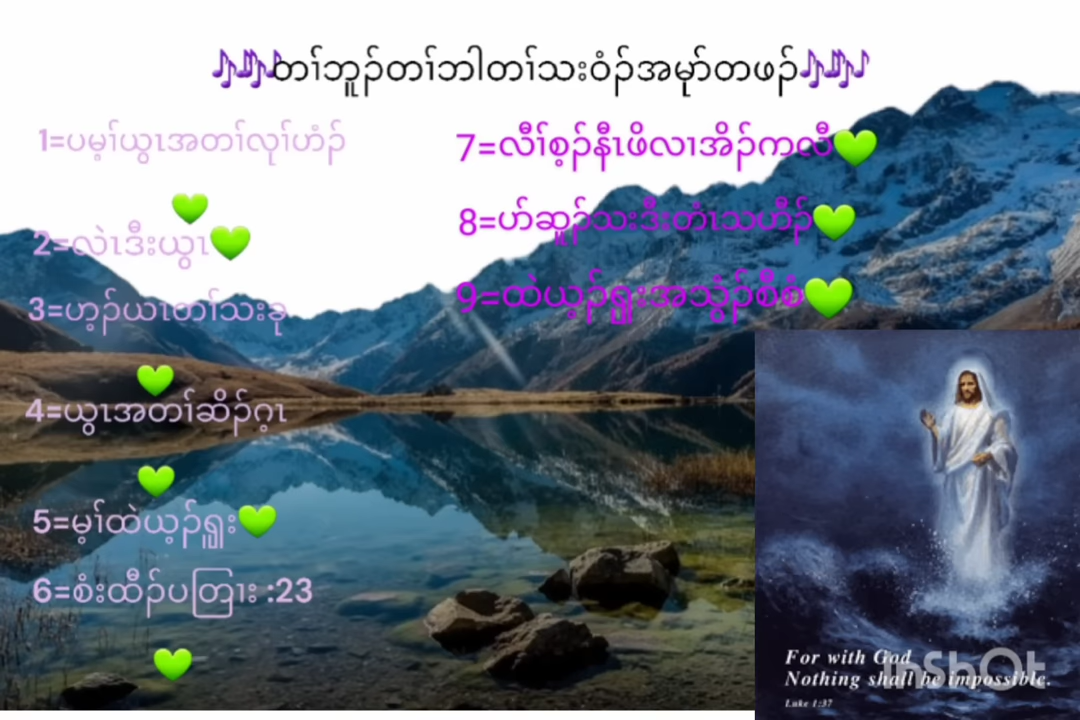 🎶တၢ်ဘူၣ်တၢ်ဘါတၢ်သးဝံၣ်အမုာ်တဖၣ်🎶
1=ပမ့ၢ်ယွၤအတၢ်လုၢ်ဟံၣ်
💚
2=လဲၤဒီးယွၤ💚
3=ဟ့ၣ်ယၤတၢ်သးခု
💚
4=ယွၤအတၢ်ဆိၣ်ဂ့ၤ
💚
5=မ့ၢ်ထဲယ့ၣ်ၡူး💚
6=စံးထီၣ်ပတြၢး :23
💚
7=လီၢ်စ့ၣ်နီၤဖိလၢအိၣ်ကလီ💚
8=ဟ်ဆူၣ်သးဒီးတံၤသဟီၣ်💚
9=ထဲယ့ၣ်ၡူးအသွံၣ်စီစုံ💚
For with God
Nothing shall be impossible.
Luke 1:37
InShOt